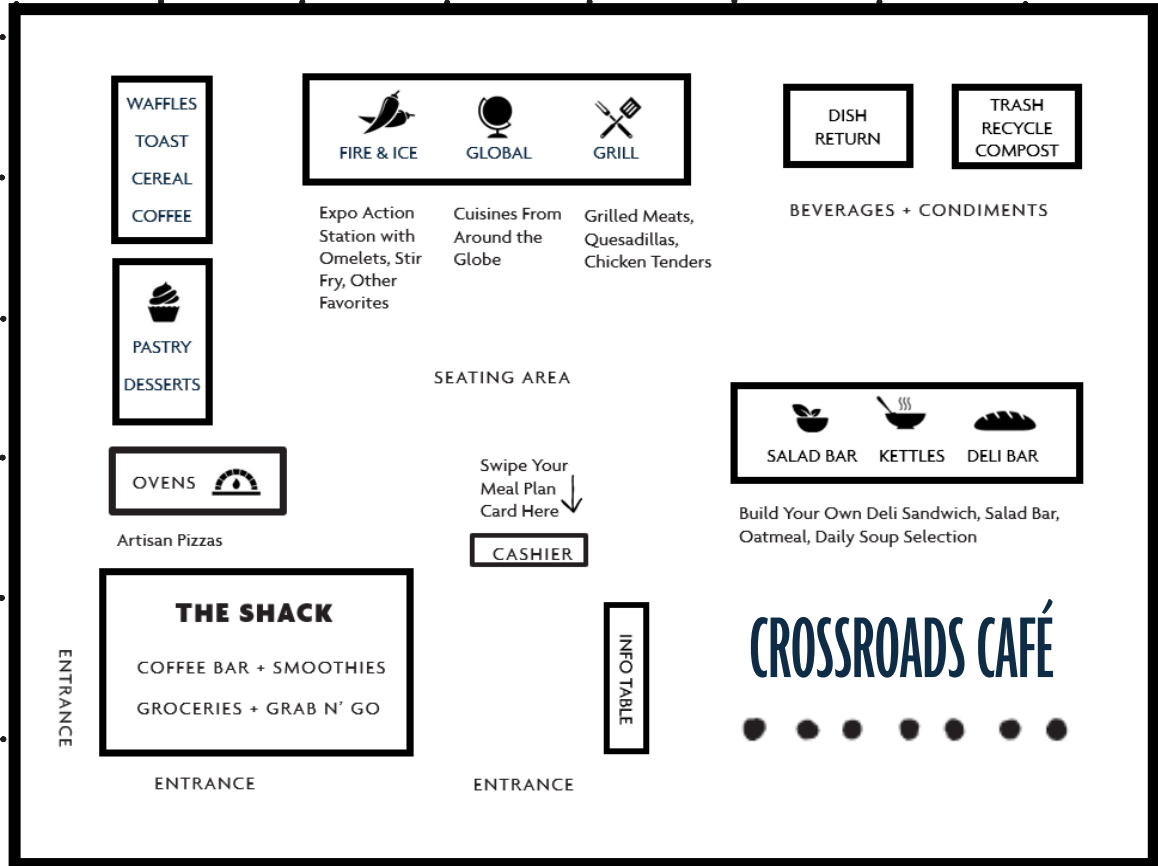 WAFFLES
TOAST
CEREAL
COFFEE
FIRE & ICE
GLOBAL
GRILL
DISH
RETURN
TRASH
RECYCLE
COMPOST
Expo Action
Station with
Omelets, Stir
Fry, Other
Favorites
Cuisines From
Around the
Globe
Grilled Meats,
Quesadillas,
Chicken Tenders
BEVERAGES + CONDIMENTS
PASTRY
DESSERTS
SEATING AREA
SALAD BAR
KETTLES
DELI BAR
Build Your Own Deli Sandwich, Salad Bar,
Oatmeal, Daily Soup Selection
OVENS
Artisan Pizzas
Swipe Your
Meal Plan
Card Here
CASHIER
THE SHACK
COFFEE BAR + SMOOTHIES
GROCERIES + GRAB N' GO
INFO TABLE
CROSSROADS CAFÉ
ENTRANCE
ENTRANCE
ENTRANCE